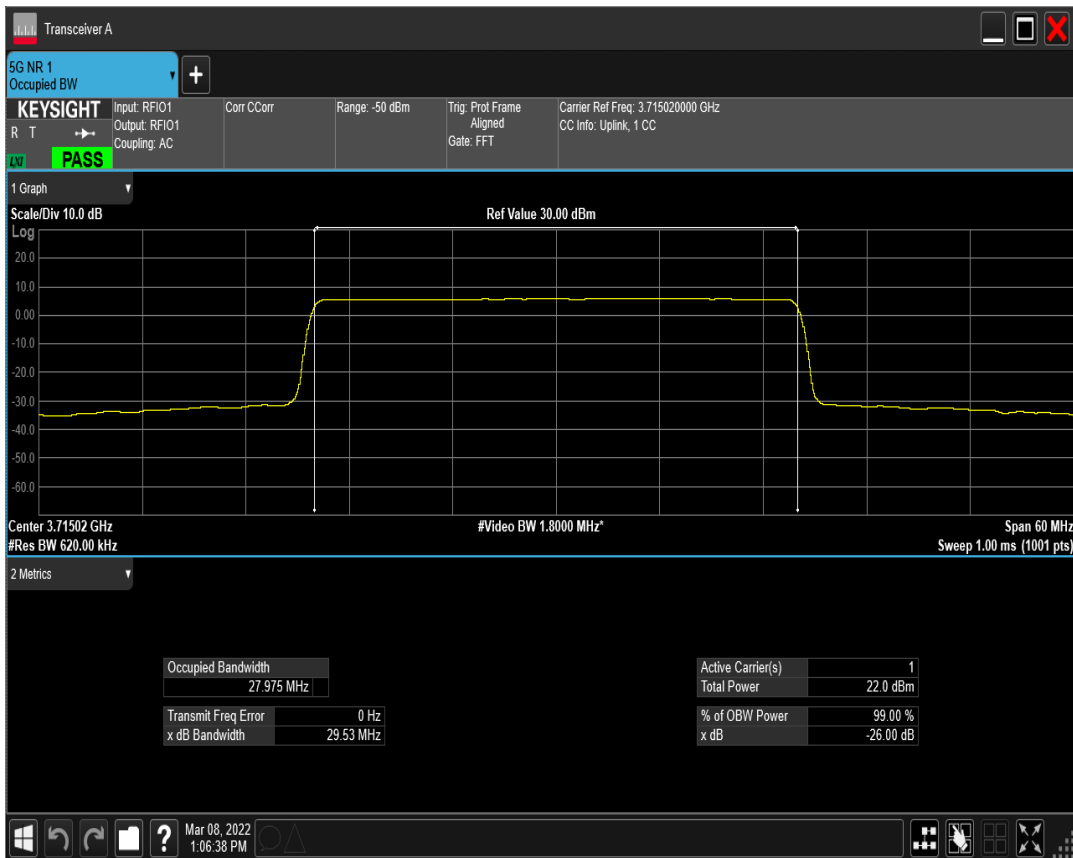 Transceiver A
5G NR 1
Occupied BW
+
KEYSIGHT
R T
LXI
PASS
Input: RFIO1
Output: RFIO1
Coupling: AC
Corr CCorr
Range: -50 dBm
Trig: Prot Frame
Aligned
Gate: FFT
Carrier Ref Freq: 3.715020000 GHz
CC Info: Uplink, 1 CC
1 Graph
Scale/Div 10.0 dB
Ref Value 30.00 dBm
Log
20.0
10.0
0.00
-10.0
-20.0
-30.0
-40.0
-50.0
-60.0
Center 3.71502 GHz
#Video BW 1.8000 MHz*
Span 60 MHz
#Res BW 620.00 kHz
Sweep 1.00 ms (1001 pts)
2 Metrics
Occupied Bandwidth
27.975 MHz
Transmit Freq Error 0 Hz
x dB Bandwidth 29.53 MHz
Active Carrier(s) 1
Total Power 22.0 dBm
% of OBW Power 99.00 %
x dB -26.00 dB
?
Mar 08, 2022
1:06:38 PM